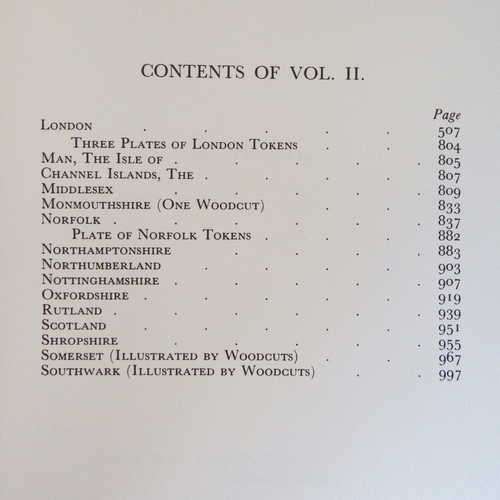 CONTENTS OF VOL. II.
Page
London . . . . . 507
Three Plates of London Tokens . . . 804
Man, The Isle of . . . . . 805
Channel Islands, The . . . . . 807
Middlesex . . . . . 809
Monmouthshire (One Woodcut) . . . 833
Norfolk . . . . . 837
Plate of Norfolk Tokens . . . . 882
Northamptonshire . . . . 883
Northumberland . . . . 903
Nottinghamshire . . . . 907
Oxfordshire . . . . . 919
Rutland . . . . . 939
Scotland . . . . . 951
Shropshire . . . . . 955
Somerset (Illustrated by Woodcuts) . . . 967
Southwark (Illustrated by Woodcuts) . . 997